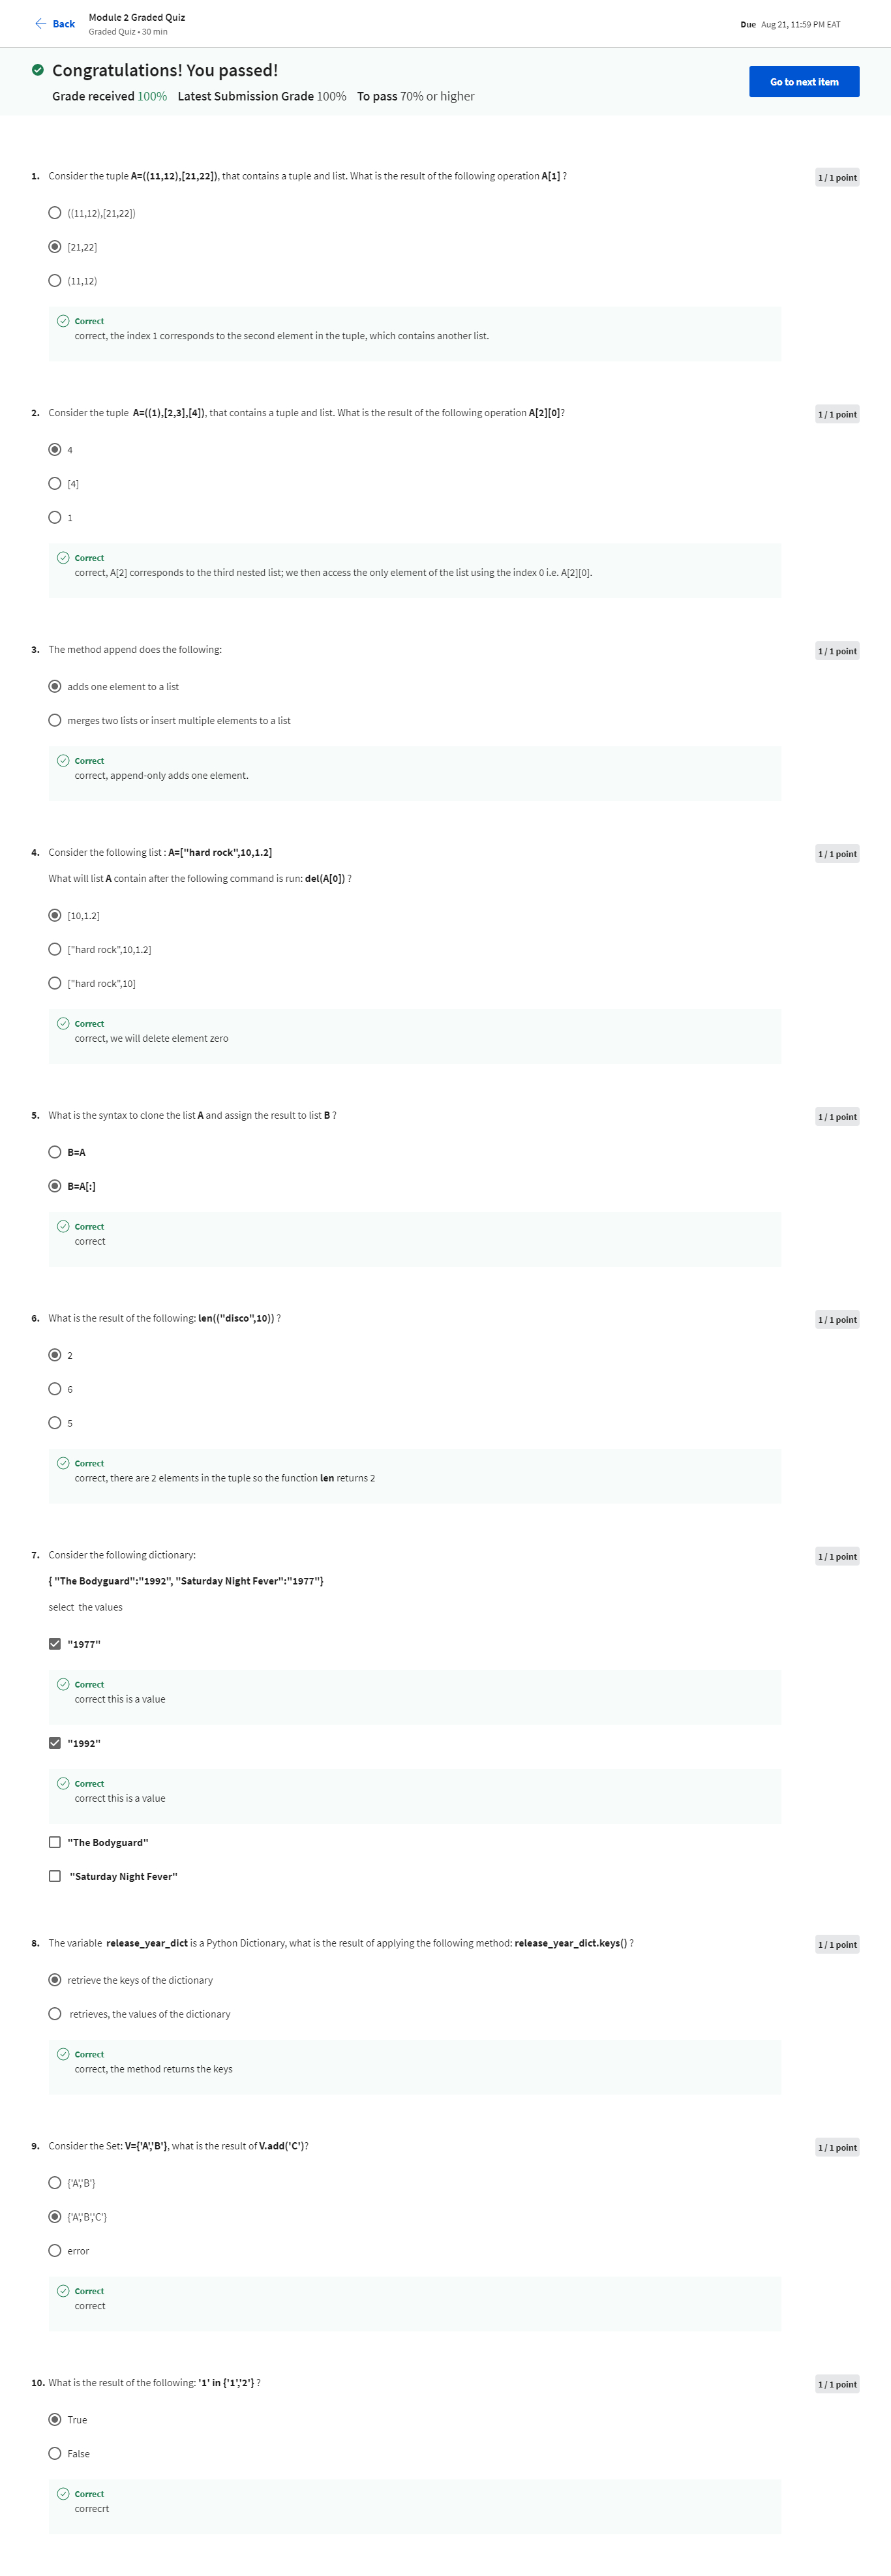 Back
Module 2 Graded Quiz
Graded Quiz • 30 min
Due Aug 21, 11:59 PM EAT
Congratulations! You passed!
Grade received 100% Latest Submission Grade 100% To pass 70% or higher
Go to next item
1. Consider the tuple A=((11,12),[21,22]), that contains a tuple and list. What is the result of the following operation A[1] ?
1 / 1 point
((11,12),[21,22])
[21,22]
(11,12)
Correct
correct, the index 1 corresponds to the second element in the tuple, which contains another list.
2. Consider the tuple A=((1),[2,3],[4]), that contains a tuple and list. What is the result of the following operation A[2][0]?
1 / 1 point
4
[4]
1
Correct
correct, A[2] corresponds to the third nested list; we then access the only element of the list using the index 0 i.e. A[2][0].
3. The method append does the following:
1 / 1 point
adds one element to a list
merges two lists or insert multiple elements to a list
Correct
correct, append-only adds one element.
4. Consider the following list : A=["hard rock",10,1.2]
1 / 1 point
What will list A contain after the following command is run: del(A[0]) ?
[10,1.2]
["hard rock",10,1.2]
["hard rock",10]
Correct
correct, we will delete element zero
5. What is the syntax to clone the list A and assign the result to list B ?
1 / 1 point
B=A
B=A[:]
Correct
correct
6. What is the result of the following: len(("disco",10)) ?
1 / 1 point
2
6
5
Correct
correct, there are 2 elements in the tuple so the function len returns 2
7. Consider the following dictionary:
1 / 1 point
{ "The Bodyguard":"1992", "Saturday Night Fever":"1977"}
select the values
"1977"
Correct
correct this is a value
"1992"
Correct
correct this is a value
"The Bodyguard"
"Saturday Night Fever"
8. The variable release_year_dict is a Python Dictionary, what is the result of applying the following method: release_year_dict.keys() ?
1 / 1 point
retrieve the keys of the dictionary
retrieves, the values of the dictionary
Correct
correct, the method returns the keys
9. Consider the Set: V={'A','B'}, what is the result of V.add('C')?
1 / 1 point
{'A','B'}
{'A','B','C'}
error
Correct
correct
10. What is the result of the following: '1' in {'1','2'} ?
1 / 1 point
True
False
Correct
correcrt